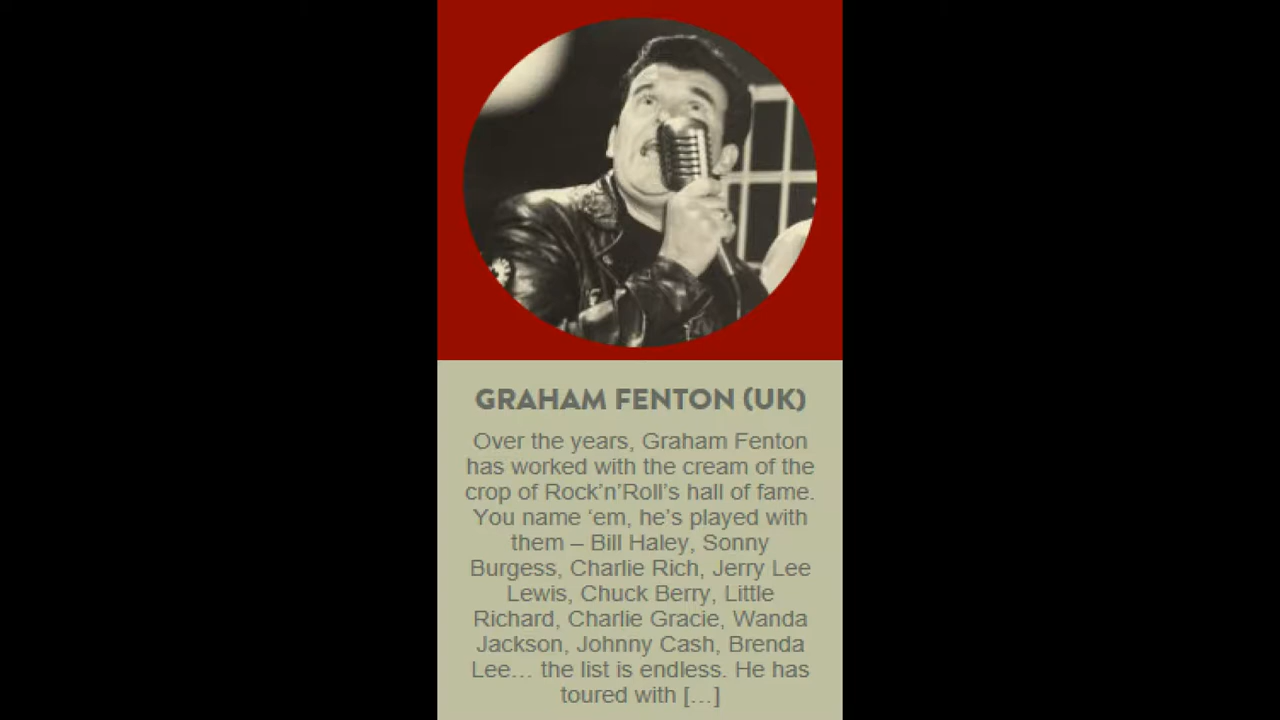 GRAHAM FENTON (UK)
Over the years, Graham Fenton
has worked with the cream of the
crop of Rock’n’Roll’s hall of fame.
You name ‘em, he’s played with
them – Bill Haley, Sonny
Burgess, Charlie Rich, Jerry Lee
Lewis, Chuck Berry, Little
Richard, Charlie Gracie, Wanda
Jackson, Johnny Cash, Brenda
Lee… the list is endless. He has
toured with […]